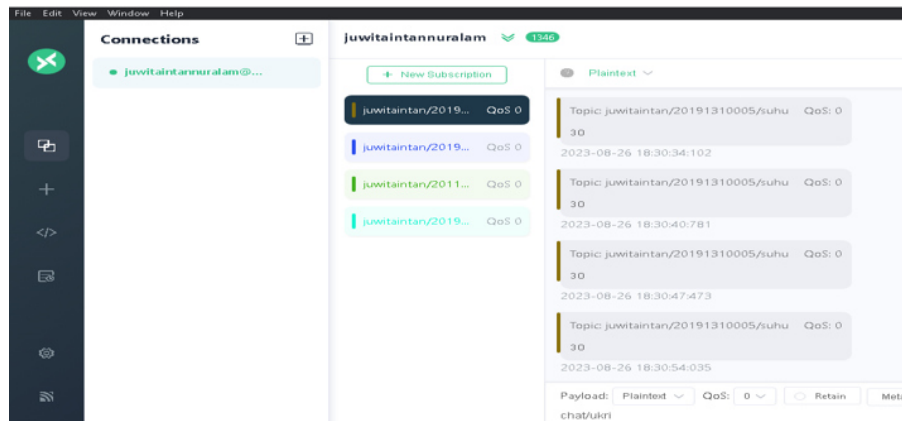 File Edit View Window Help
Connections
juwitaintannuralam@...
juwitaintannuralam 1346
+ New Subscription
juwitaintan/2019... QoS 0
juwitaintan/2019... QoS 0
juwitaintan/2011... QoS 0
juwitaintan/2019... QoS 0
Plaintext
Topic: juwitaintan/20191310005/suhu QoS: 0
30
2023-08-26 18:30:34:102
Topic: juwitaintan/20191310005/suhu QoS: 0
30
2023-08-26 18:30:40:781
Topic: juwitaintan/20191310005/suhu QoS: 0
30
2023-08-26 18:30:47:473
Topic: juwitaintan/20191310005/suhu QoS: 0
30
2023-08-26 18:30:54:035
Payload: Plaintext QoS: 0 Retain Meta
chat/ukri